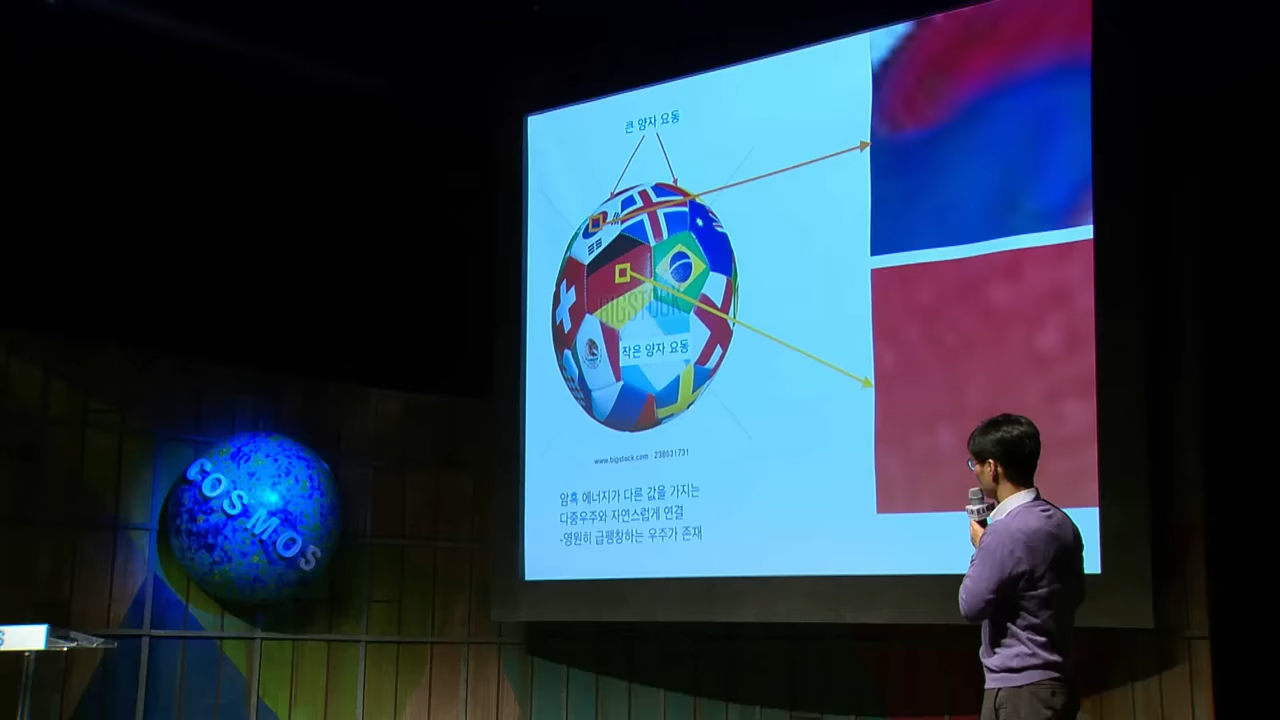 큰 양자 요동
BIGSTOCK
작은 양자 요동
www.bigstock.com · 238631731
암흑 에너지가 다른 값을 가지는
다중우주와 자연스럽게 연결
-영원히 급팽창하는 우주가 존재
COSMOS
S